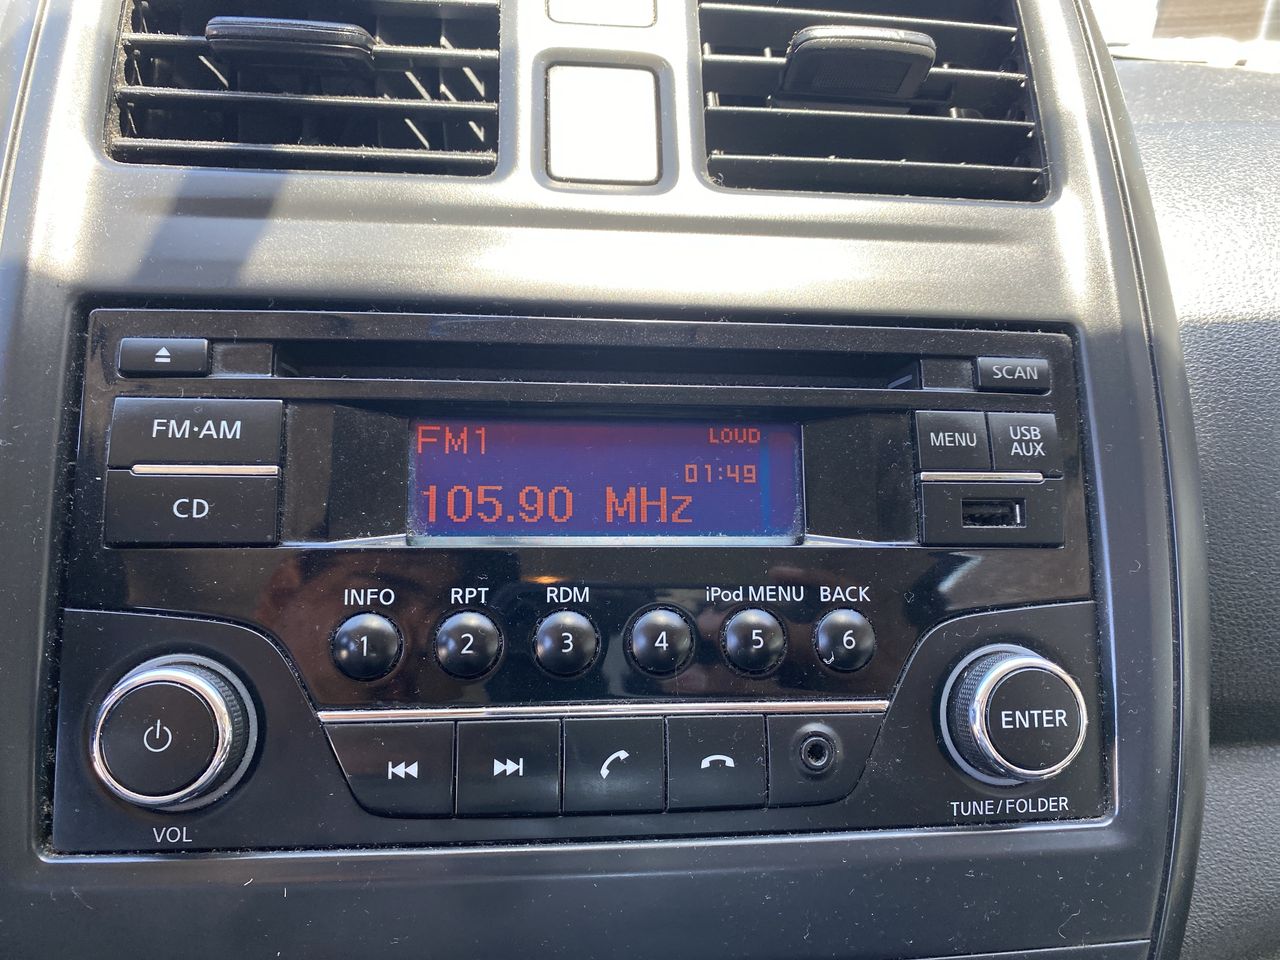 SCAN
FM·AM
CD
FM1
LOUD
01:49
105.90 MHz
MENU
USB
AUX
INFO
RPT
RDM
iPod MENU
BACK
1
2
3
4
5
6
VOL
ENTER
TUNE/FOLDER